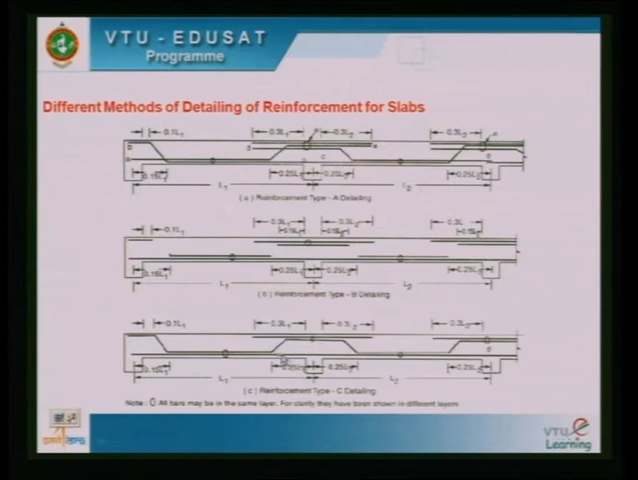 VTU - EDUSAT
Programme
Different Methods of Detailing of Reinforcement for Slabs
0.1L₁ 0.3L₁ 0.3L₂ 0.3L₂
b
a c
0.15L₁ 0.25L₁ 0.25L₂ 0.25L₂
L₁ L₂
( a ) Reinforcement Type - A Detailing
0.1L₁ 0.3L₁ 0.3L₂ 0.3L
0.15L₁ 0.15L₂ 0.15L
0.15L₁ 0.25L₁ 0.25L₂ 0.25L₂
L₁ L₂
( b ) Reinforcement Type - B Detailing
0.1L₁ 0.3L₁ 0.3L₂ 0.3L₂
0.15L₁ 0.25L₁ 0.25L₂ 0.25L₂
L₁ L₂
( c ) Reinforcement Type - C Detailing
Note : All bars may be in the same layer. For clarity they have been shown in different layers
VTU e
Learning